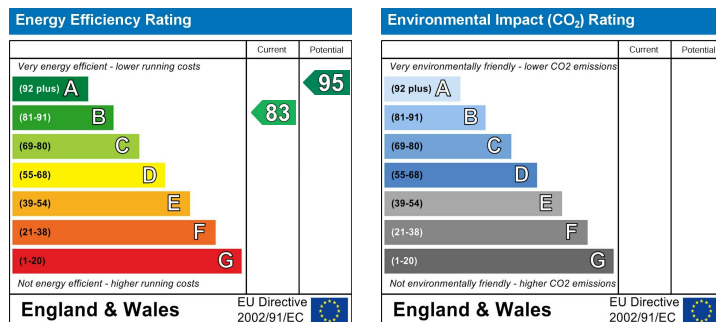 Energy Efficiency Rating
Current Potential
Very energy efficient - lower running costs
(92 plus) A
95
(81-91) B
83
(69-80) C
(55-68) D
(39-54) E
(21-38) F
(1-20) G
Not energy efficient - higher running costs
England & Wales
EU Directive
2002/91/EC
Environmental Impact (CO₂) Rating
Current Potential
Very environmentally friendly - lower CO2 emissions
(92 plus) A
(81-91) B
(69-80) C
(55-68) D
(39-54) E
(21-38) F
(1-20) G
Not environmentally friendly - higher CO2 emissions
England & Wales
EU Directive
2002/91/EC